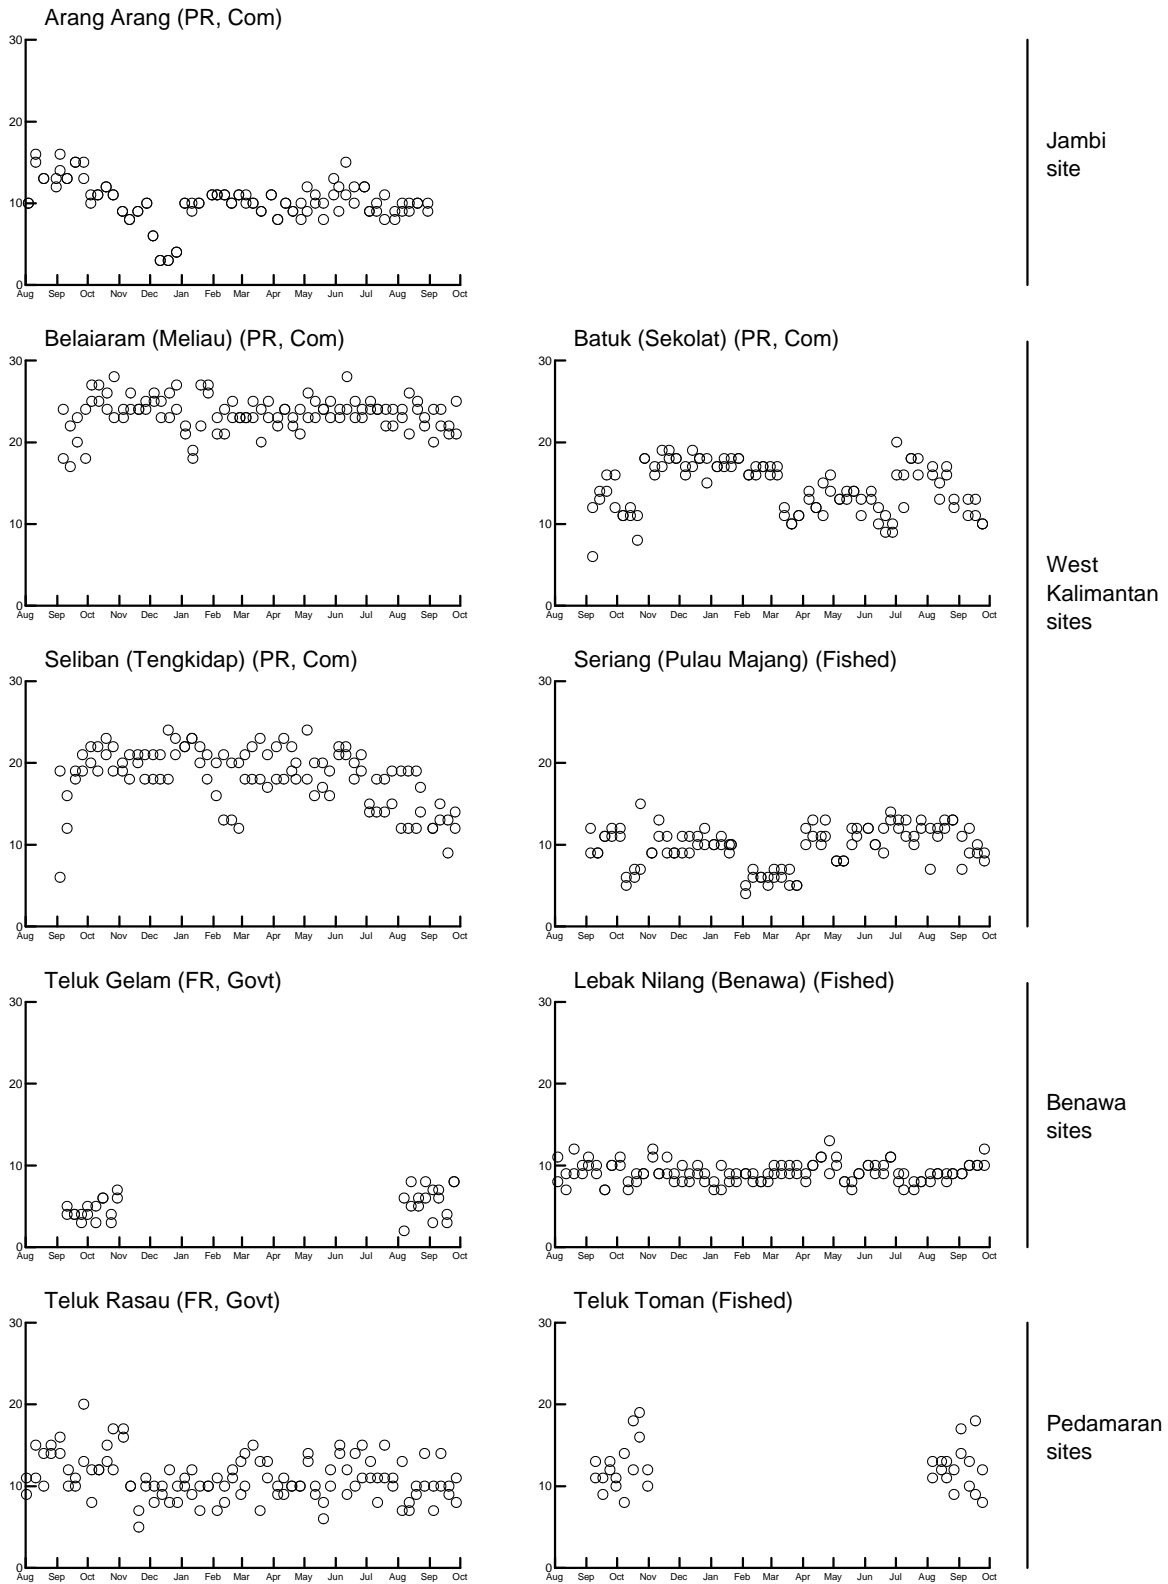 Arang Arang (PR, Com)
30
20
10
0
Aug Sep Oct Nov Dec Jan Feb Mar Apr May Jun Jul Aug Sep Oct
Jambi
site
Belaiaram (Meliau) (PR, Com)
30
20
10
0
Aug Sep Oct Nov Dec Jan Feb Mar Apr May Jun Jul Aug Sep Oct
Batuk (Sekolat) (PR, Com)
30
20
10
0
Aug Sep Oct Nov Dec Jan Feb Mar Apr May Jun Jul Aug Sep Oct
West
Kalimantan
sites
Seliban (Tengkidap) (PR, Com)
30
20
10
0
Aug Sep Oct Nov Dec Jan Feb Mar Apr May Jun Jul Aug Sep Oct
Seriang (Pulau Majang) (Fished)
30
20
10
0
Aug Sep Oct Nov Dec Jan Feb Mar Apr May Jun Jul Aug Sep Oct
Teluk Gelam (FR, Govt)
30
20
10
0
Aug Sep Oct Nov Dec Jan Feb Mar Apr May Jun Jul Aug Sep Oct
Lebak Nilang (Benawa) (Fished)
30
20
10
0
Aug Sep Oct Nov Dec Jan Feb Mar Apr May Jun Jul Aug Sep Oct
Benawa
sites
Teluk Rasau (FR, Govt)
30
20
10
0
Aug Sep Oct Nov Dec Jan Feb Mar Apr May Jun Jul Aug Sep Oct
Teluk Toman (Fished)
30
20
10
0
Aug Sep Oct Nov Dec Jan Feb Mar Apr May Jun Jul Aug Sep Oct
Pedamaran
sites